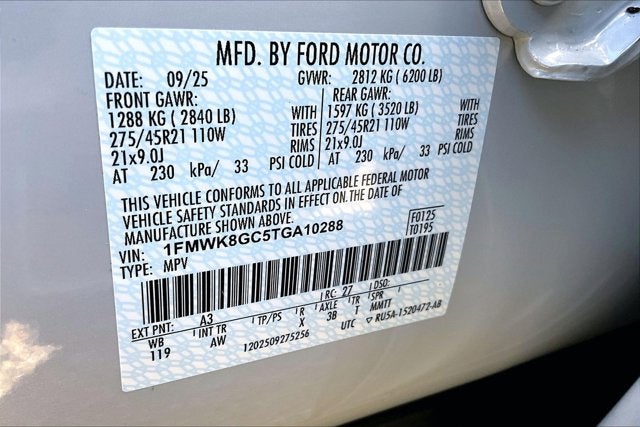 MFD. BY FORD MOTOR CO.
DATE: 09/25 GVWR: 2812 KG ( 6200 LB)
FRONT GAWR: REAR GAWR:
1288 KG ( 2840 LB) WITH 1597 KG ( 3520 LB) WITH
275/45R21 110W TIRES 275/45R21 110W TIRES
21x9.0J RIMS 21x9.0J RIMS
AT 230 kPa/ 33 PSI COLD AT 230 kPa/ 33 PSI COLD
THIS VEHICLE CONFORMS TO ALL APPLICABLE FEDERAL MOTOR
VEHICLE SAFETY STANDARDS IN EFFECT ON THE DATE OF
MANUFACTURE SHOWN ABOVE.
VIN: 1FMWK8GC5TGA10288 F0125
TYPE: MPV T0195
EXT PNT: A3 RC: 27 DSO:
WB INT TR TP/PS R AXLE TR SPR
119 AW X 3B T MMTT
1202509275256 UTC ▽ RU5A-1520472-AB